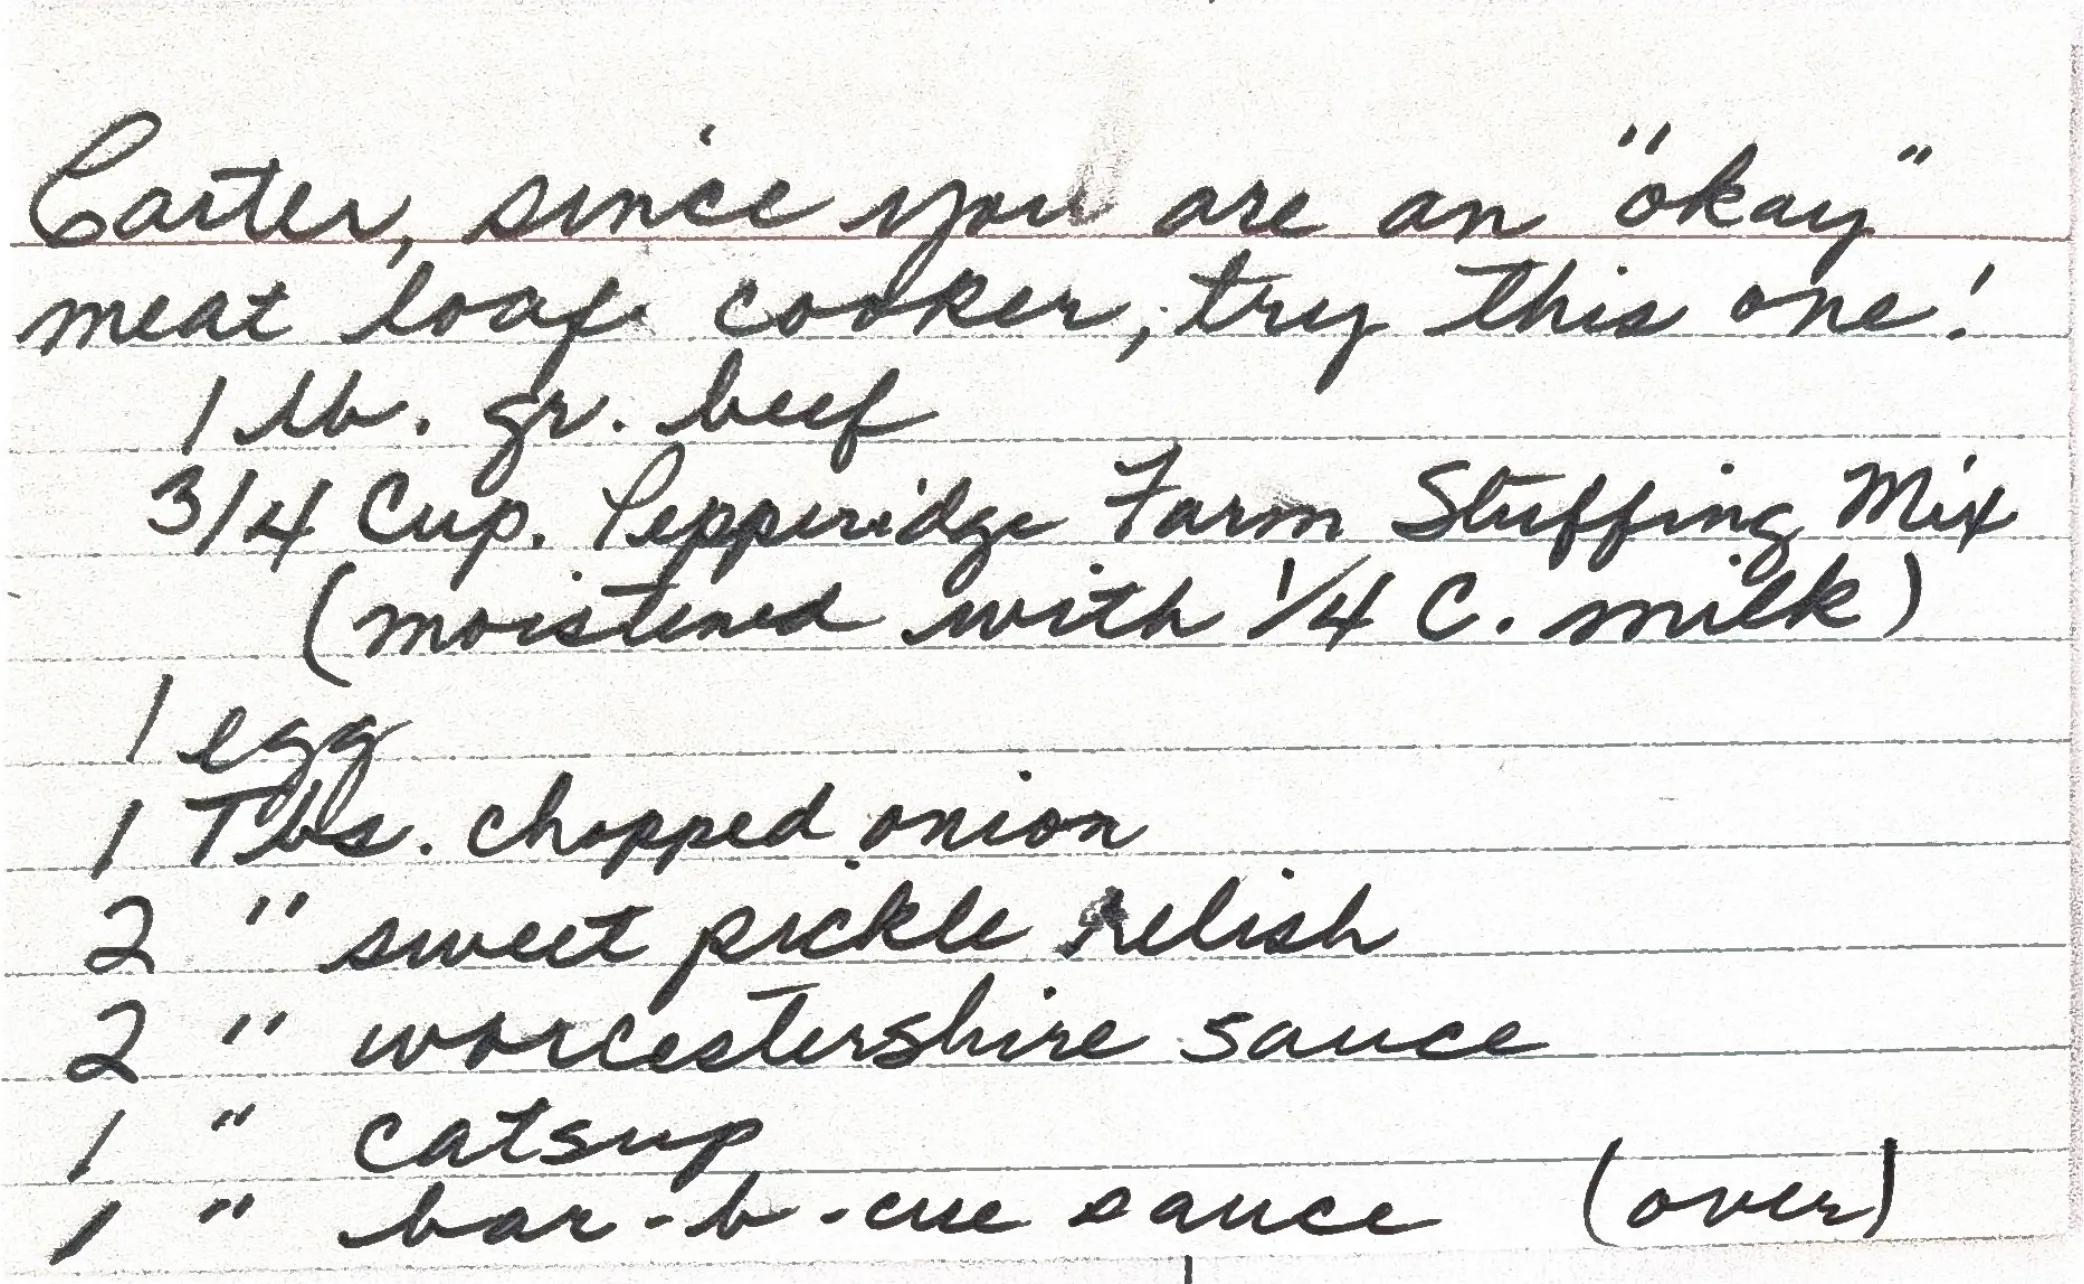 Carter, since you are an "okay"
meat loaf cooker, try this one!
1 lb. gr. beef
3/4 Cup. Pepperidge Farm Stuffing Mix
(moistened with 1/4 C. milk)
1 egg
1 Tbs. chopped onion
2 " sweet pickle relish
2 " worcestershire sauce
1 " catsup
1 " bar-b-cue sauce (over)